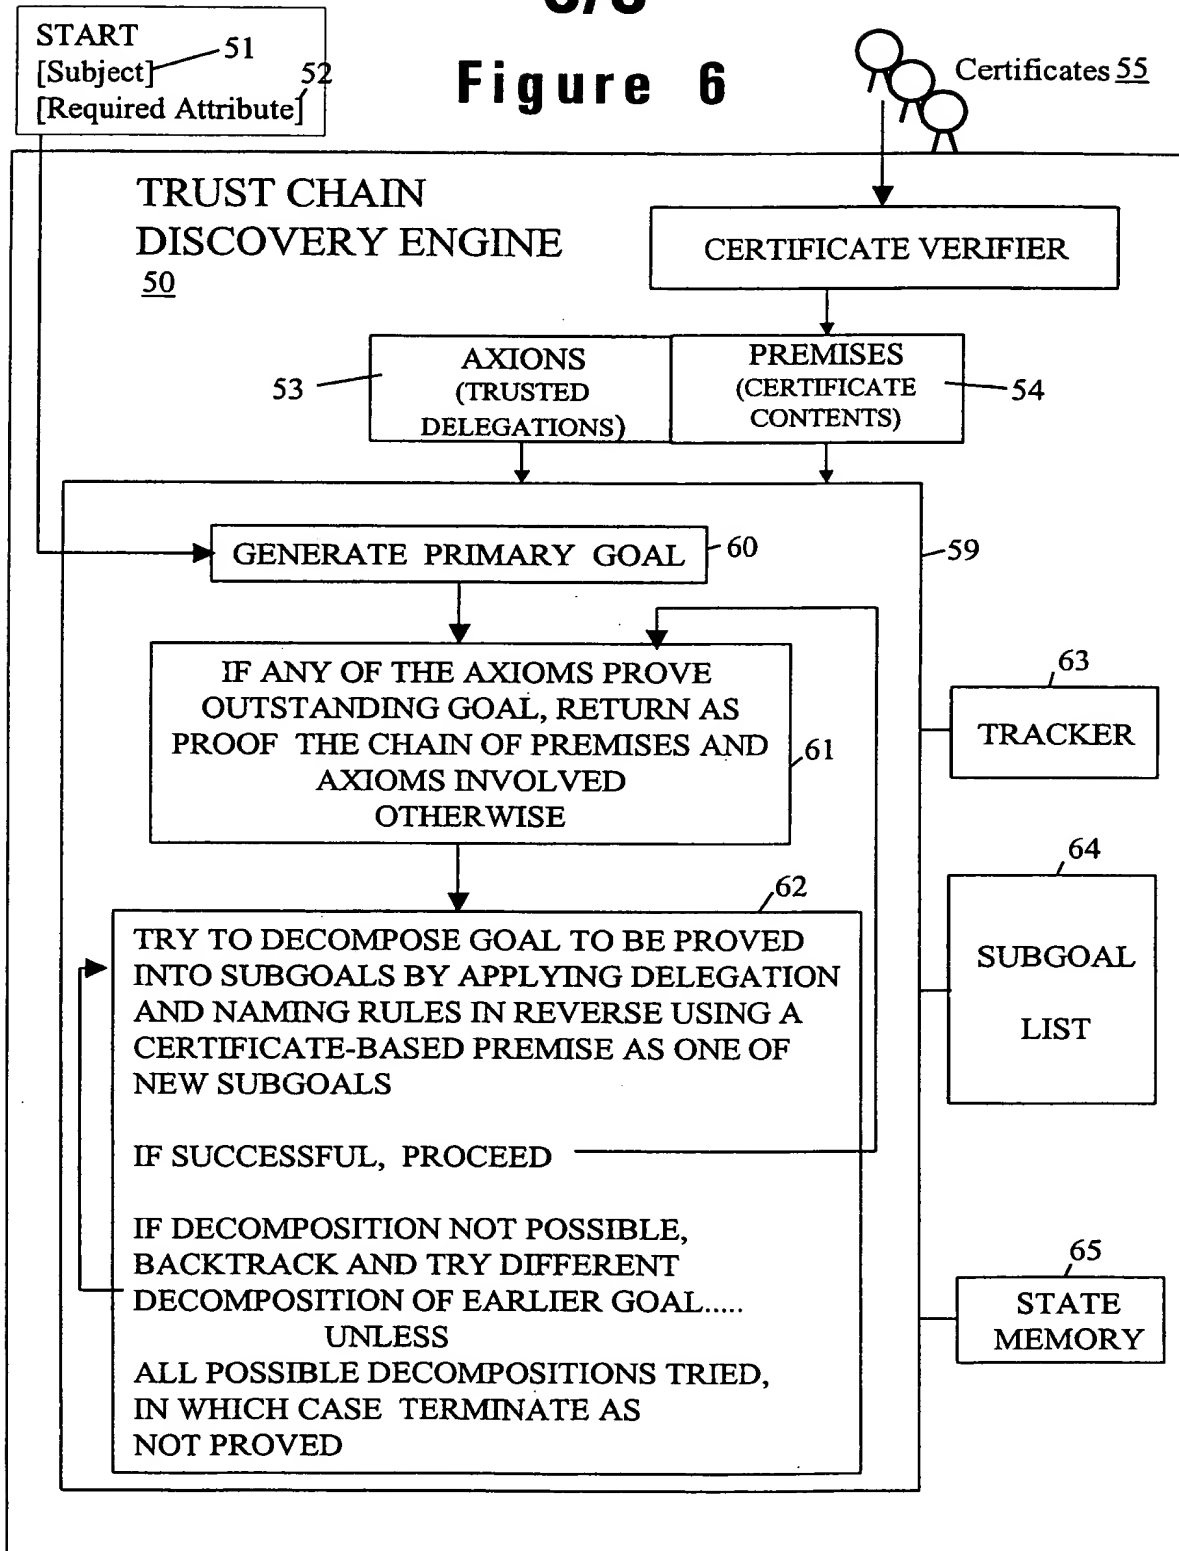 START
[Subject]
[Required Attribute]
51
52
Figure 6
Certificates 55
TRUST CHAIN
DISCOVERY ENGINE
50
CERTIFICATE VERIFIER
AXIONS
(TRUSTED
DELEGATIONS)
53
PREMISES
(CERTIFICATE
CONTENTS)
54
GENERATE PRIMARY GOAL
60
59
IF ANY OF THE AXIOMS PROVE
OUTSTANDING GOAL, RETURN AS
PROOF THE CHAIN OF PREMISES AND
AXIOMS INVOLVED
OTHERWISE
61
63
TRACKER
64
SUBGOAL
LIST
62
TRY TO DECOMPOSE GOAL TO BE PROVED
INTO SUBGOALS BY APPLYING DELEGATION
AND NAMING RULES IN REVERSE USING A
CERTIFICATE-BASED PREMISE AS ONE OF
NEW SUBGOALS
IF SUCCESSFUL, PROCEED
IF DECOMPOSITION NOT POSSIBLE,
BACKTRACK AND TRY DIFFERENT
DECOMPOSITION OF EARLIER GOAL.....
UNLESS
ALL POSSIBLE DECOMPOSITIONS TRIED,
IN WHICH CASE TERMINATE AS
NOT PROVED
65
STATE
MEMORY